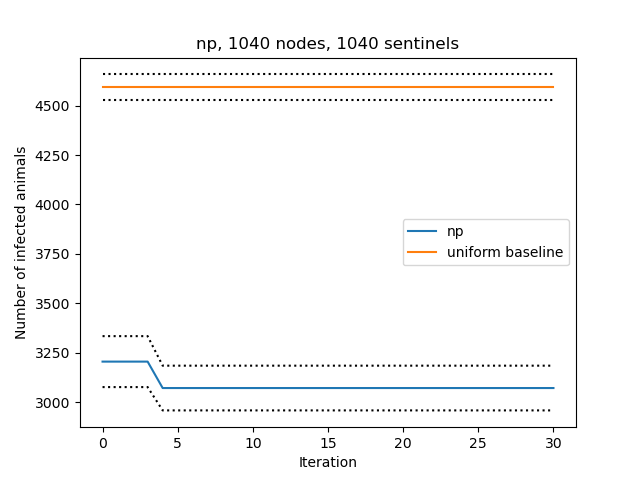 np, 1040 nodes, 1040 sentinels
Number of infected animals
4500
4250
4000
3750
3500
3250
3000
np
uniform baseline
0 5 10 15 20 25 30
Iteration